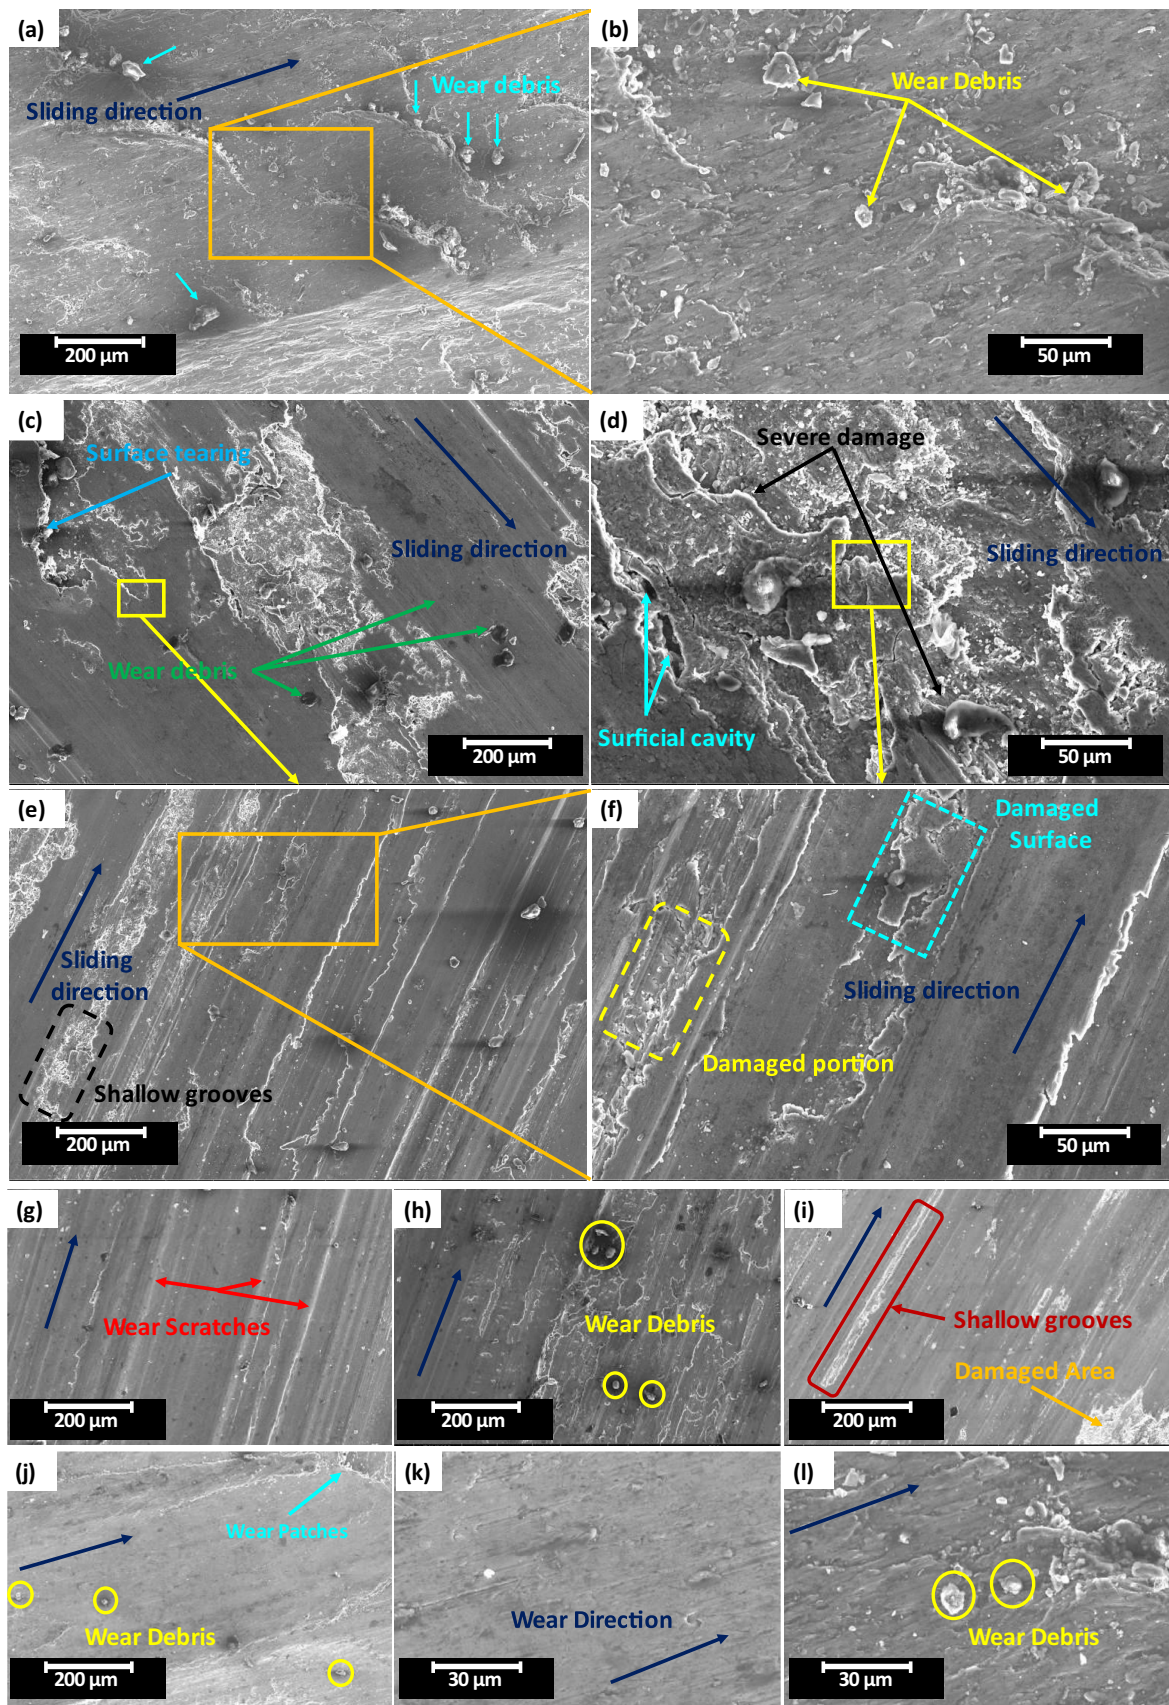 (a)
Sliding direction
Wear debris
200 µm
(b)
Wear Debris
50 µm
(c)
Surface tearing
Sliding direction
Wear debris
200 µm
(d)
Severe damage
Sliding direction
Surficial cavity
50 µm
(e)
Sliding
direction
Shallow grooves
200 µm
(f)
Damaged
Surface
Sliding direction
Damaged portion
50 µm
(g)
Wear Scratches
200 µm
(h)
Wear Debris
200 µm
(i)
Shallow grooves
Damaged Area
200 µm
(j)
Wear Patches
Wear Debris
200 µm
(k)
Wear Direction
30 µm
(l)
Wear Debris
30 µm